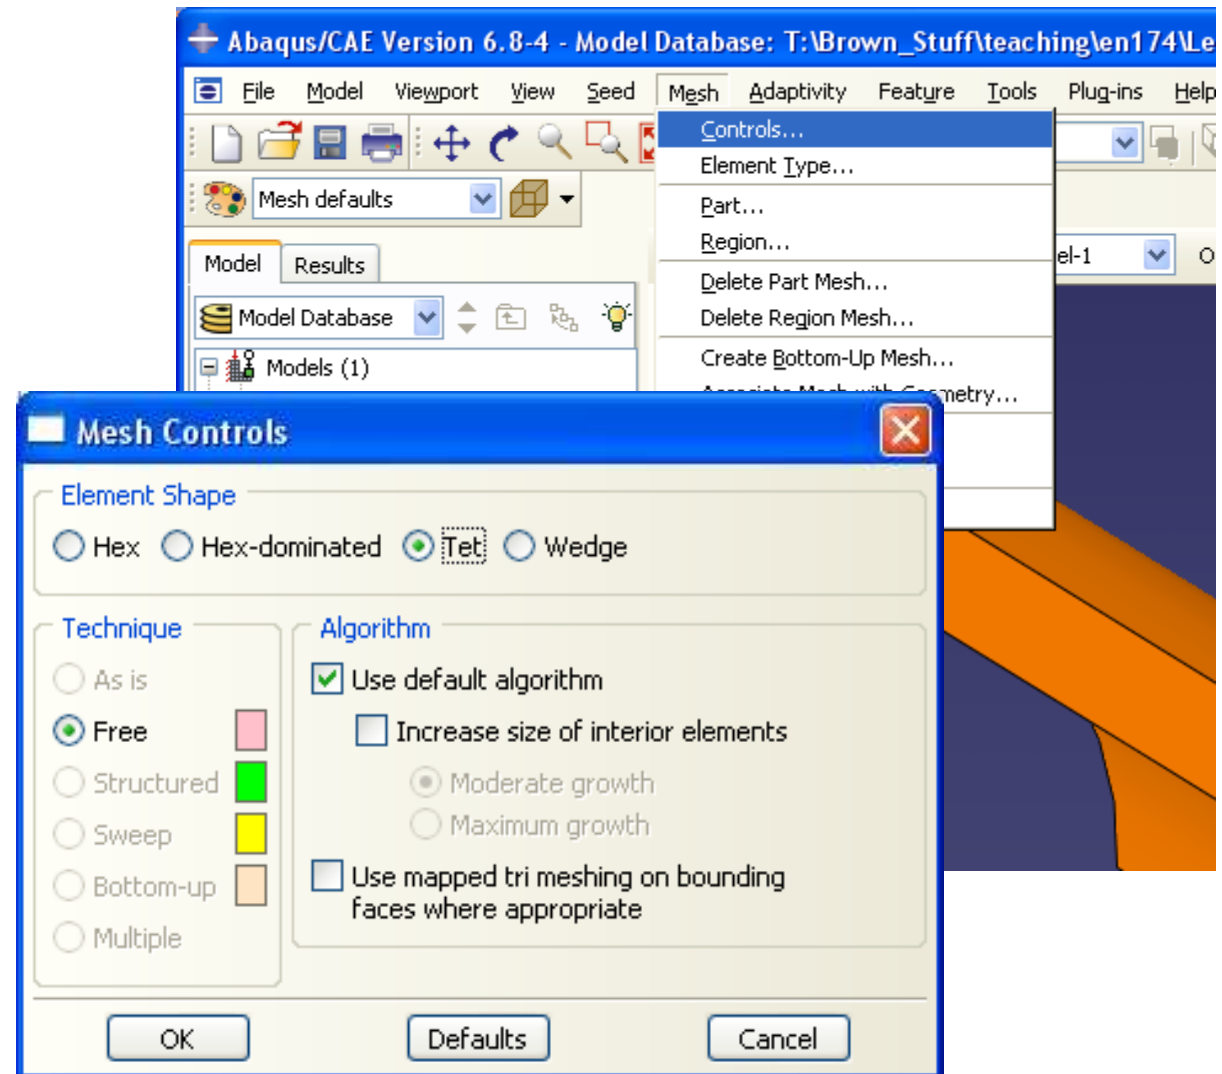 Abaqus/CAE Version 6.8-4 - Model Database: T:\Brown_Stuff\teaching\en174\Le
File Model Viewport View Seed Mesh Adaptivity Feature Tools Plug-ins Help
Controls...
Element Type...
Mesh defaults
Part...
Region...
el-1
O
Model Results
Delete Part Mesh...
Model Database
Delete Region Mesh...
Create Bottom-Up Mesh...
Models (1)
Associate Mesh with Geometry...
Mesh Controls
Element Shape
Hex Hex-dominated Tet Wedge
Technique
As is
Free
Structured
Sweep
Bottom-up
Multiple
Algorithm
Use default algorithm
Increase size of interior elements
Moderate growth
Maximum growth
Use mapped tri meshing on bounding
faces where appropriate
OK Defaults Cancel